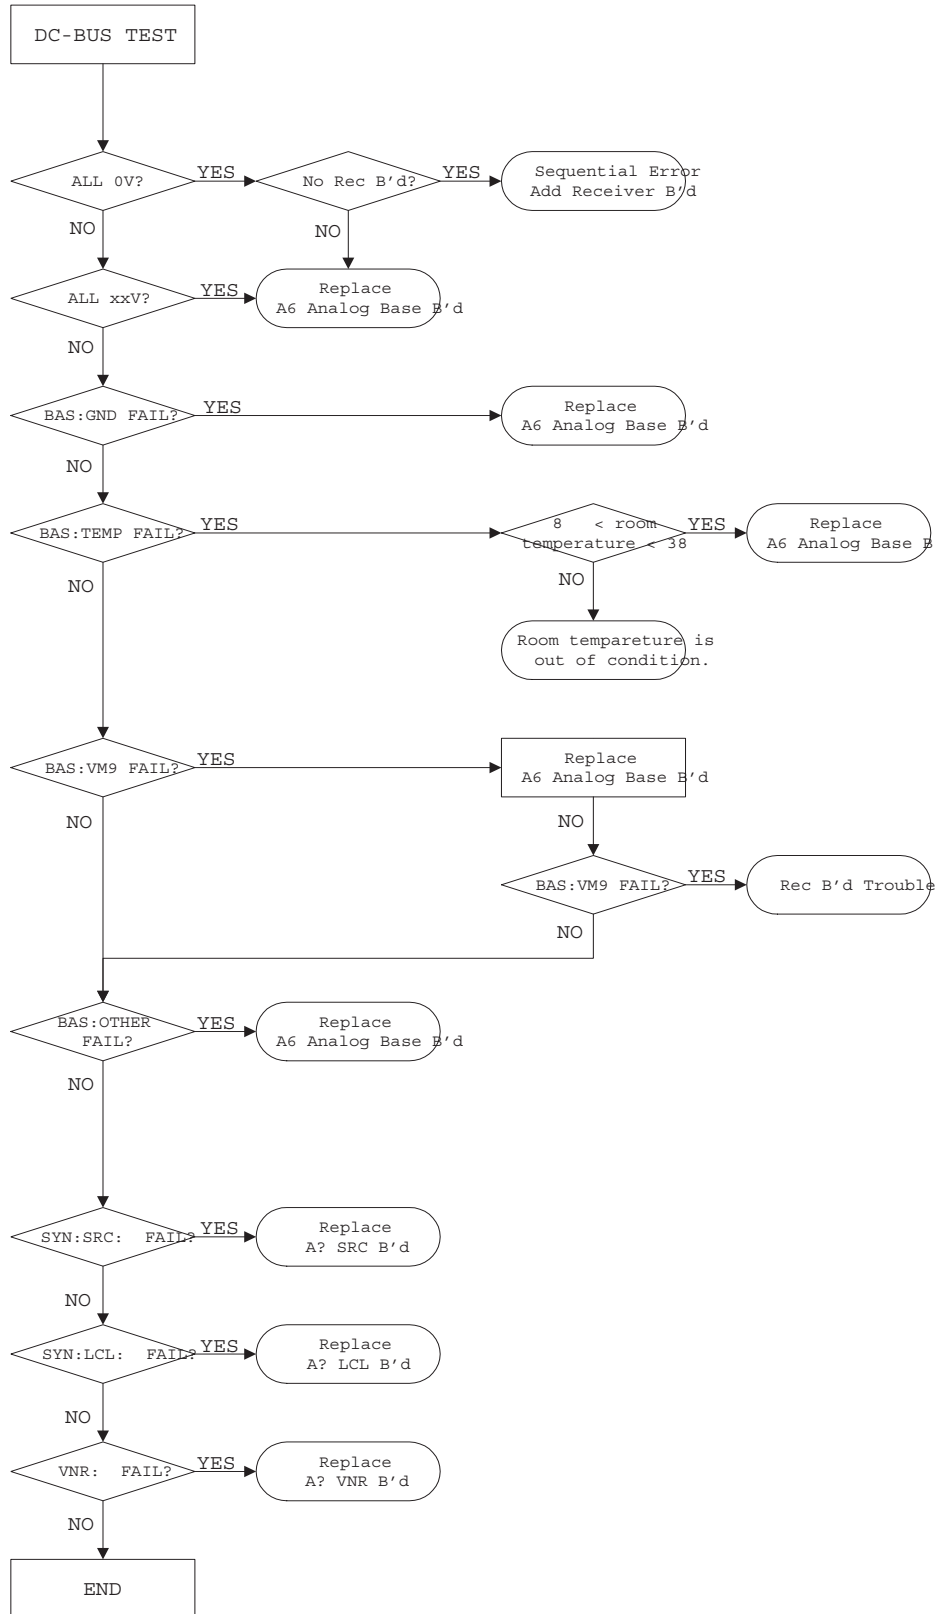 DC-BUS TEST
ALL 0V?
YES
No Rec B'd?
YES
Sequential Error
Add Receiver B'd
NO
NO
ALL xxV?
YES
Replace
A6 Analog Base B'd
NO
BAS:GND FAIL?
YES
Replace
A6 Analog Base B'd
NO
BAS:TEMP FAIL?
YES
8 < room
temperature < 38
YES
Replace
A6 Analog Base B
NO
NO
Room tempareture is
out of condition.
BAS:VM9 FAIL?
YES
Replace
A6 Analog Base B'd
NO
NO
BAS:VM9 FAIL?
YES
Rec B'd Trouble
NO
BAS:OTHER
FAIL?
YES
Replace
A6 Analog Base B'd
NO
SYN:SRC: FAIL?
YES
Replace
A? SRC B'd
NO
SYN:LCL: FAIL?
YES
Replace
A? LCL B'd
NO
VNR: FAIL?
YES
Replace
A? VNR B'd
NO
END